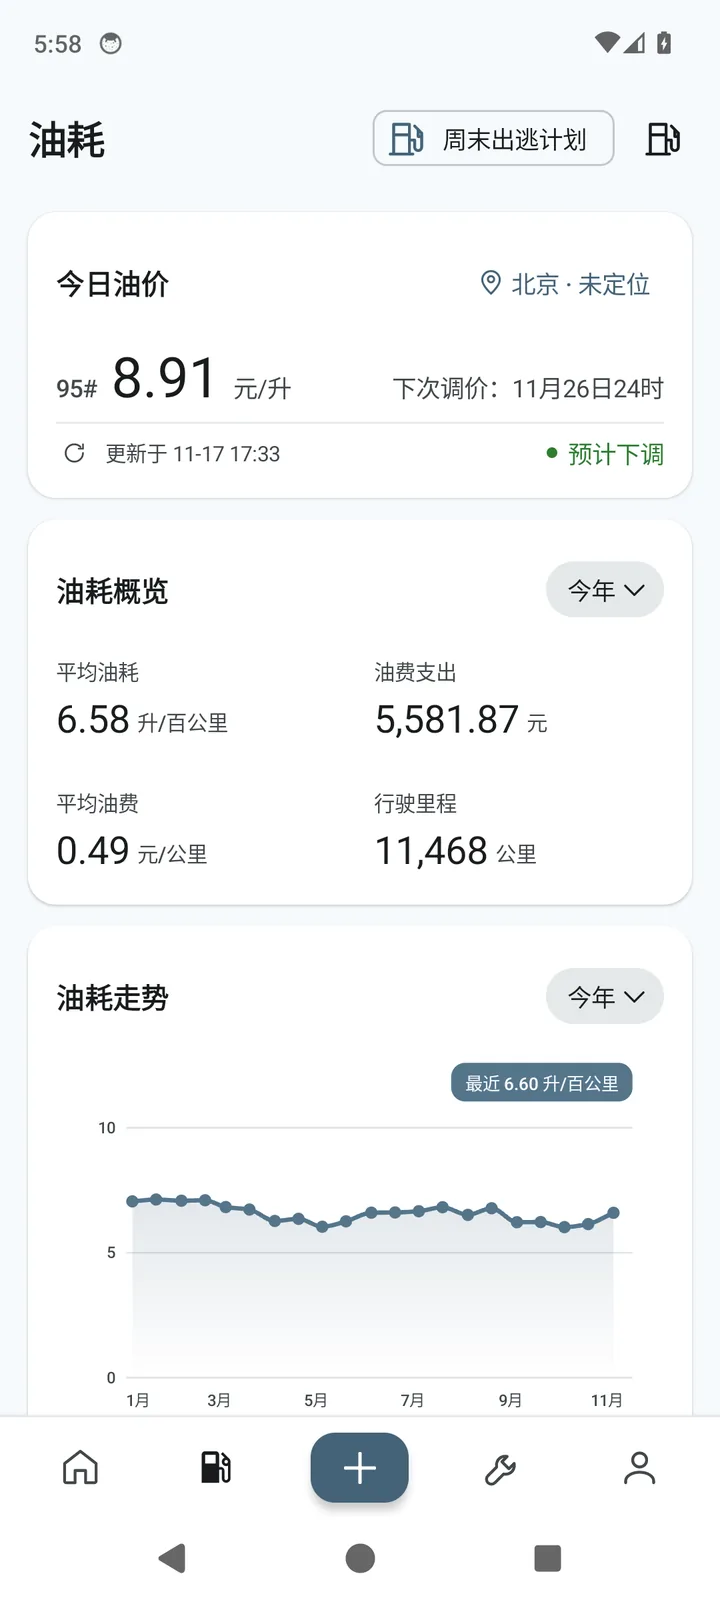 5:58
油耗
周末出逃计划
今日油价
北京 · 未定位
95# 8.91 元/升
下次调价：11月26日24时
更新于 11-17 17:33
预计下调
油耗概览
今年
平均油耗
油费支出
6.58 升/百公里
5,581.87 元
平均油费
行驶里程
0.49 元/公里
11,468 公里
油耗走势
今年
最近 6.60 升/百公里
10
5
0
1月 3月 5月 7月 9月 11月